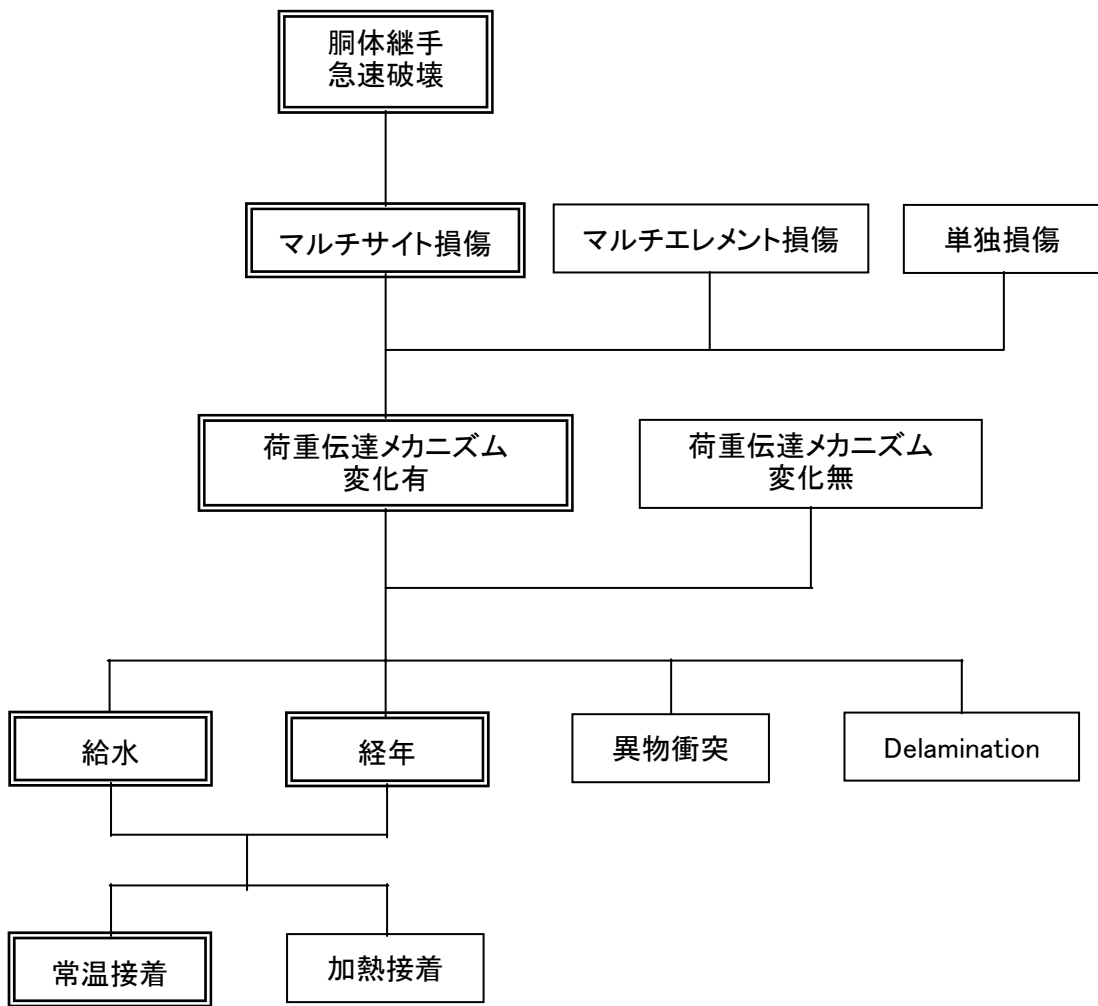 胴体継手
急速破壊
マルチサイト損傷
マルチエレメント損傷
単独損傷
荷重伝達メカニズム
変化有
荷重伝達メカニズム
変化無
給水
経年
異物衝突
Delamination
常温接着
加熱接着